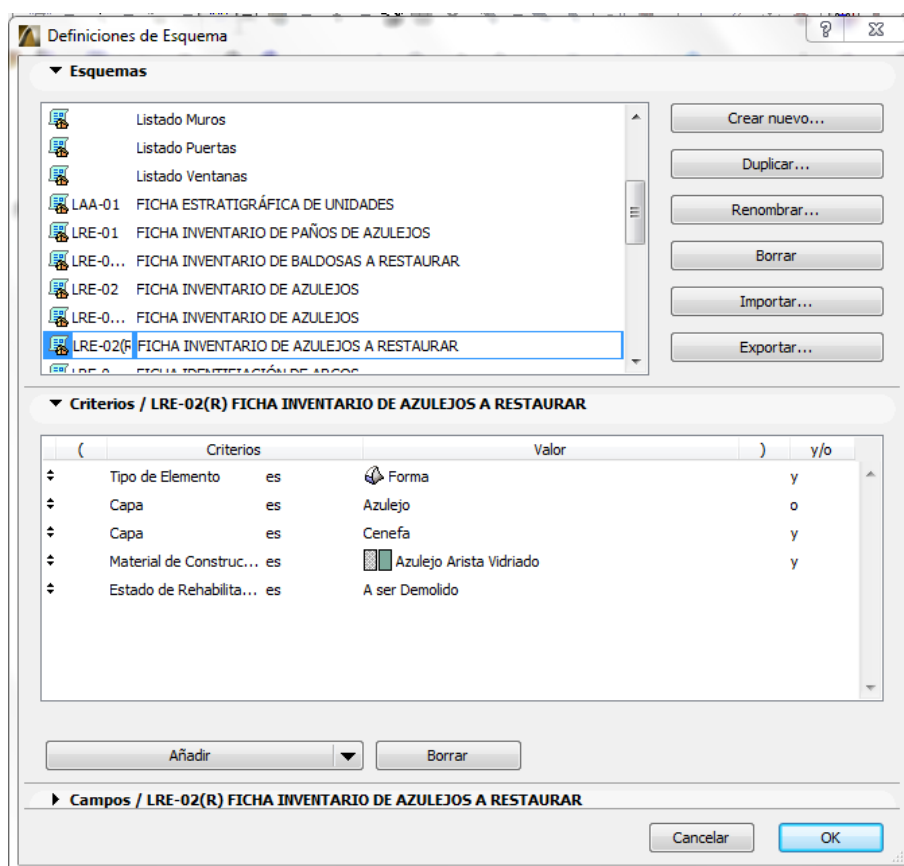 Definiciones de Esquema
Esquemas
Listado Muros
Listado Puertas
Listado Ventanas
LAA-01 FICHA ESTRATIGRÁFICA DE UNIDADES
LRE-01 FICHA INVENTARIO DE PAÑOS DE AZULEJOS
LRE-0... FICHA INVENTARIO DE BALDOSAS A RESTAURAR
LRE-02 FICHA INVENTARIO DE AZULEJOS
LRE-0... FICHA INVENTARIO DE AZULEJOS
LRE-02(R FICHA INVENTARIO DE AZULEJOS A RESTAURAR
Crear nuevo...
Duplicar...
Renombrar...
Borrar
Importar...
Exportar...
Criterios / LRE-02(R) FICHA INVENTARIO DE AZULEJOS A RESTAURAR
( Criterios Valor ) y/o
Tipo de Elemento es Forma y
Capa es Azulejo o
Capa es Cenefa y
Material de Construc... es Azulejo Arista Vidriado y
Estado de Rehabilita... es A ser Demolido
Añadir Borrar
Campos / LRE-02(R) FICHA INVENTARIO DE AZULEJOS A RESTAURAR
Cancelar OK